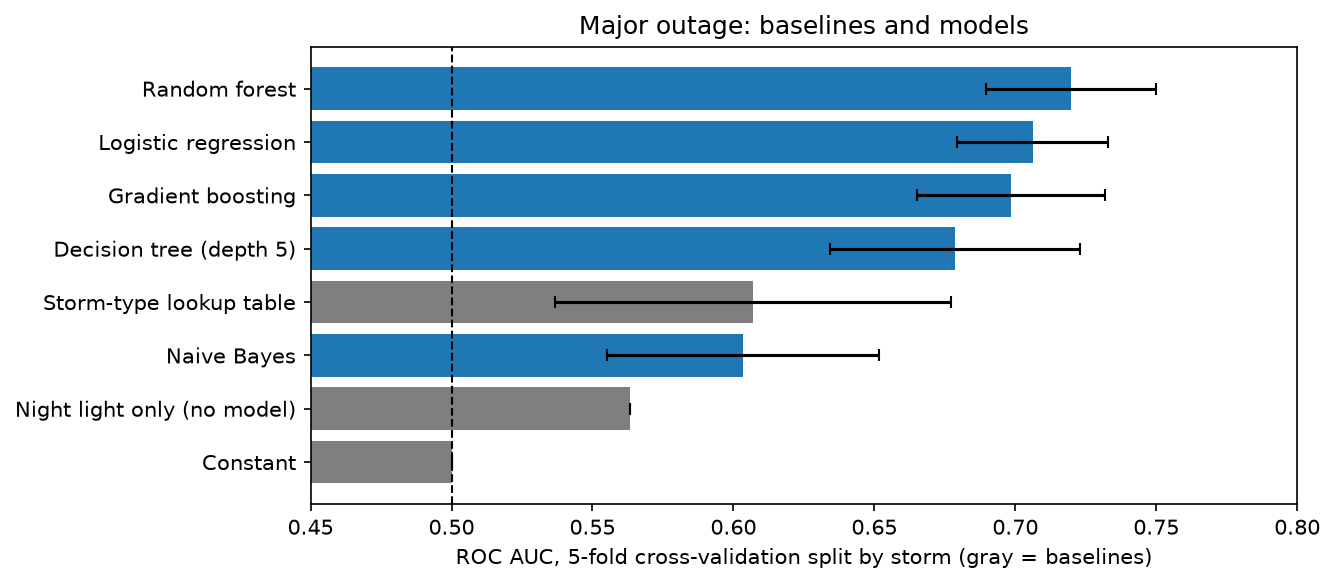 Major outage: baselines and models
Random forest
Logistic regression
Gradient boosting
Decision tree (depth 5)
Storm-type lookup table
Naive Bayes
Night light only (no model)
Constant
0.45 0.50 0.55 0.60 0.65 0.70 0.75 0.80
ROC AUC, 5-fold cross-validation split by storm (gray = baselines)